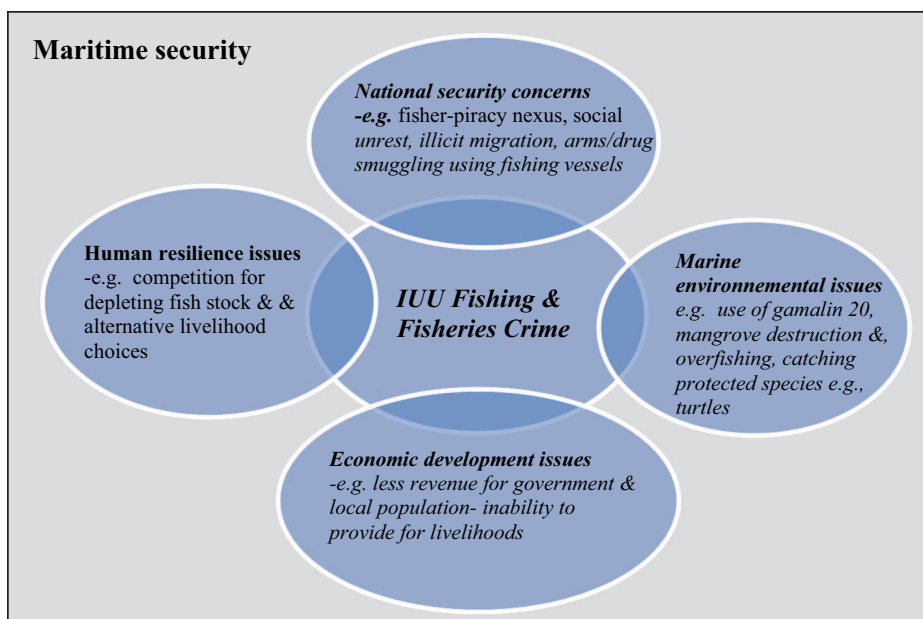 Maritime security
National security concerns
-e.g. fisher-piracy nexus, social
unrest, illicit migration, arms/drug
smuggling using fishing vessels
Human resilience issues
-e.g. competition for
depleting fish stock & &
alternative livelihood
choices
IUU Fishing &
Fisheries Crime
Marine
environnemental issues
e.g. use of gamalin 20,
mangrove destruction &,
overfishing, catching
protected species e.g.,
turtles
Economic development issues
-e.g. less revenue for government &
local population- inability to
provide for livelihoods